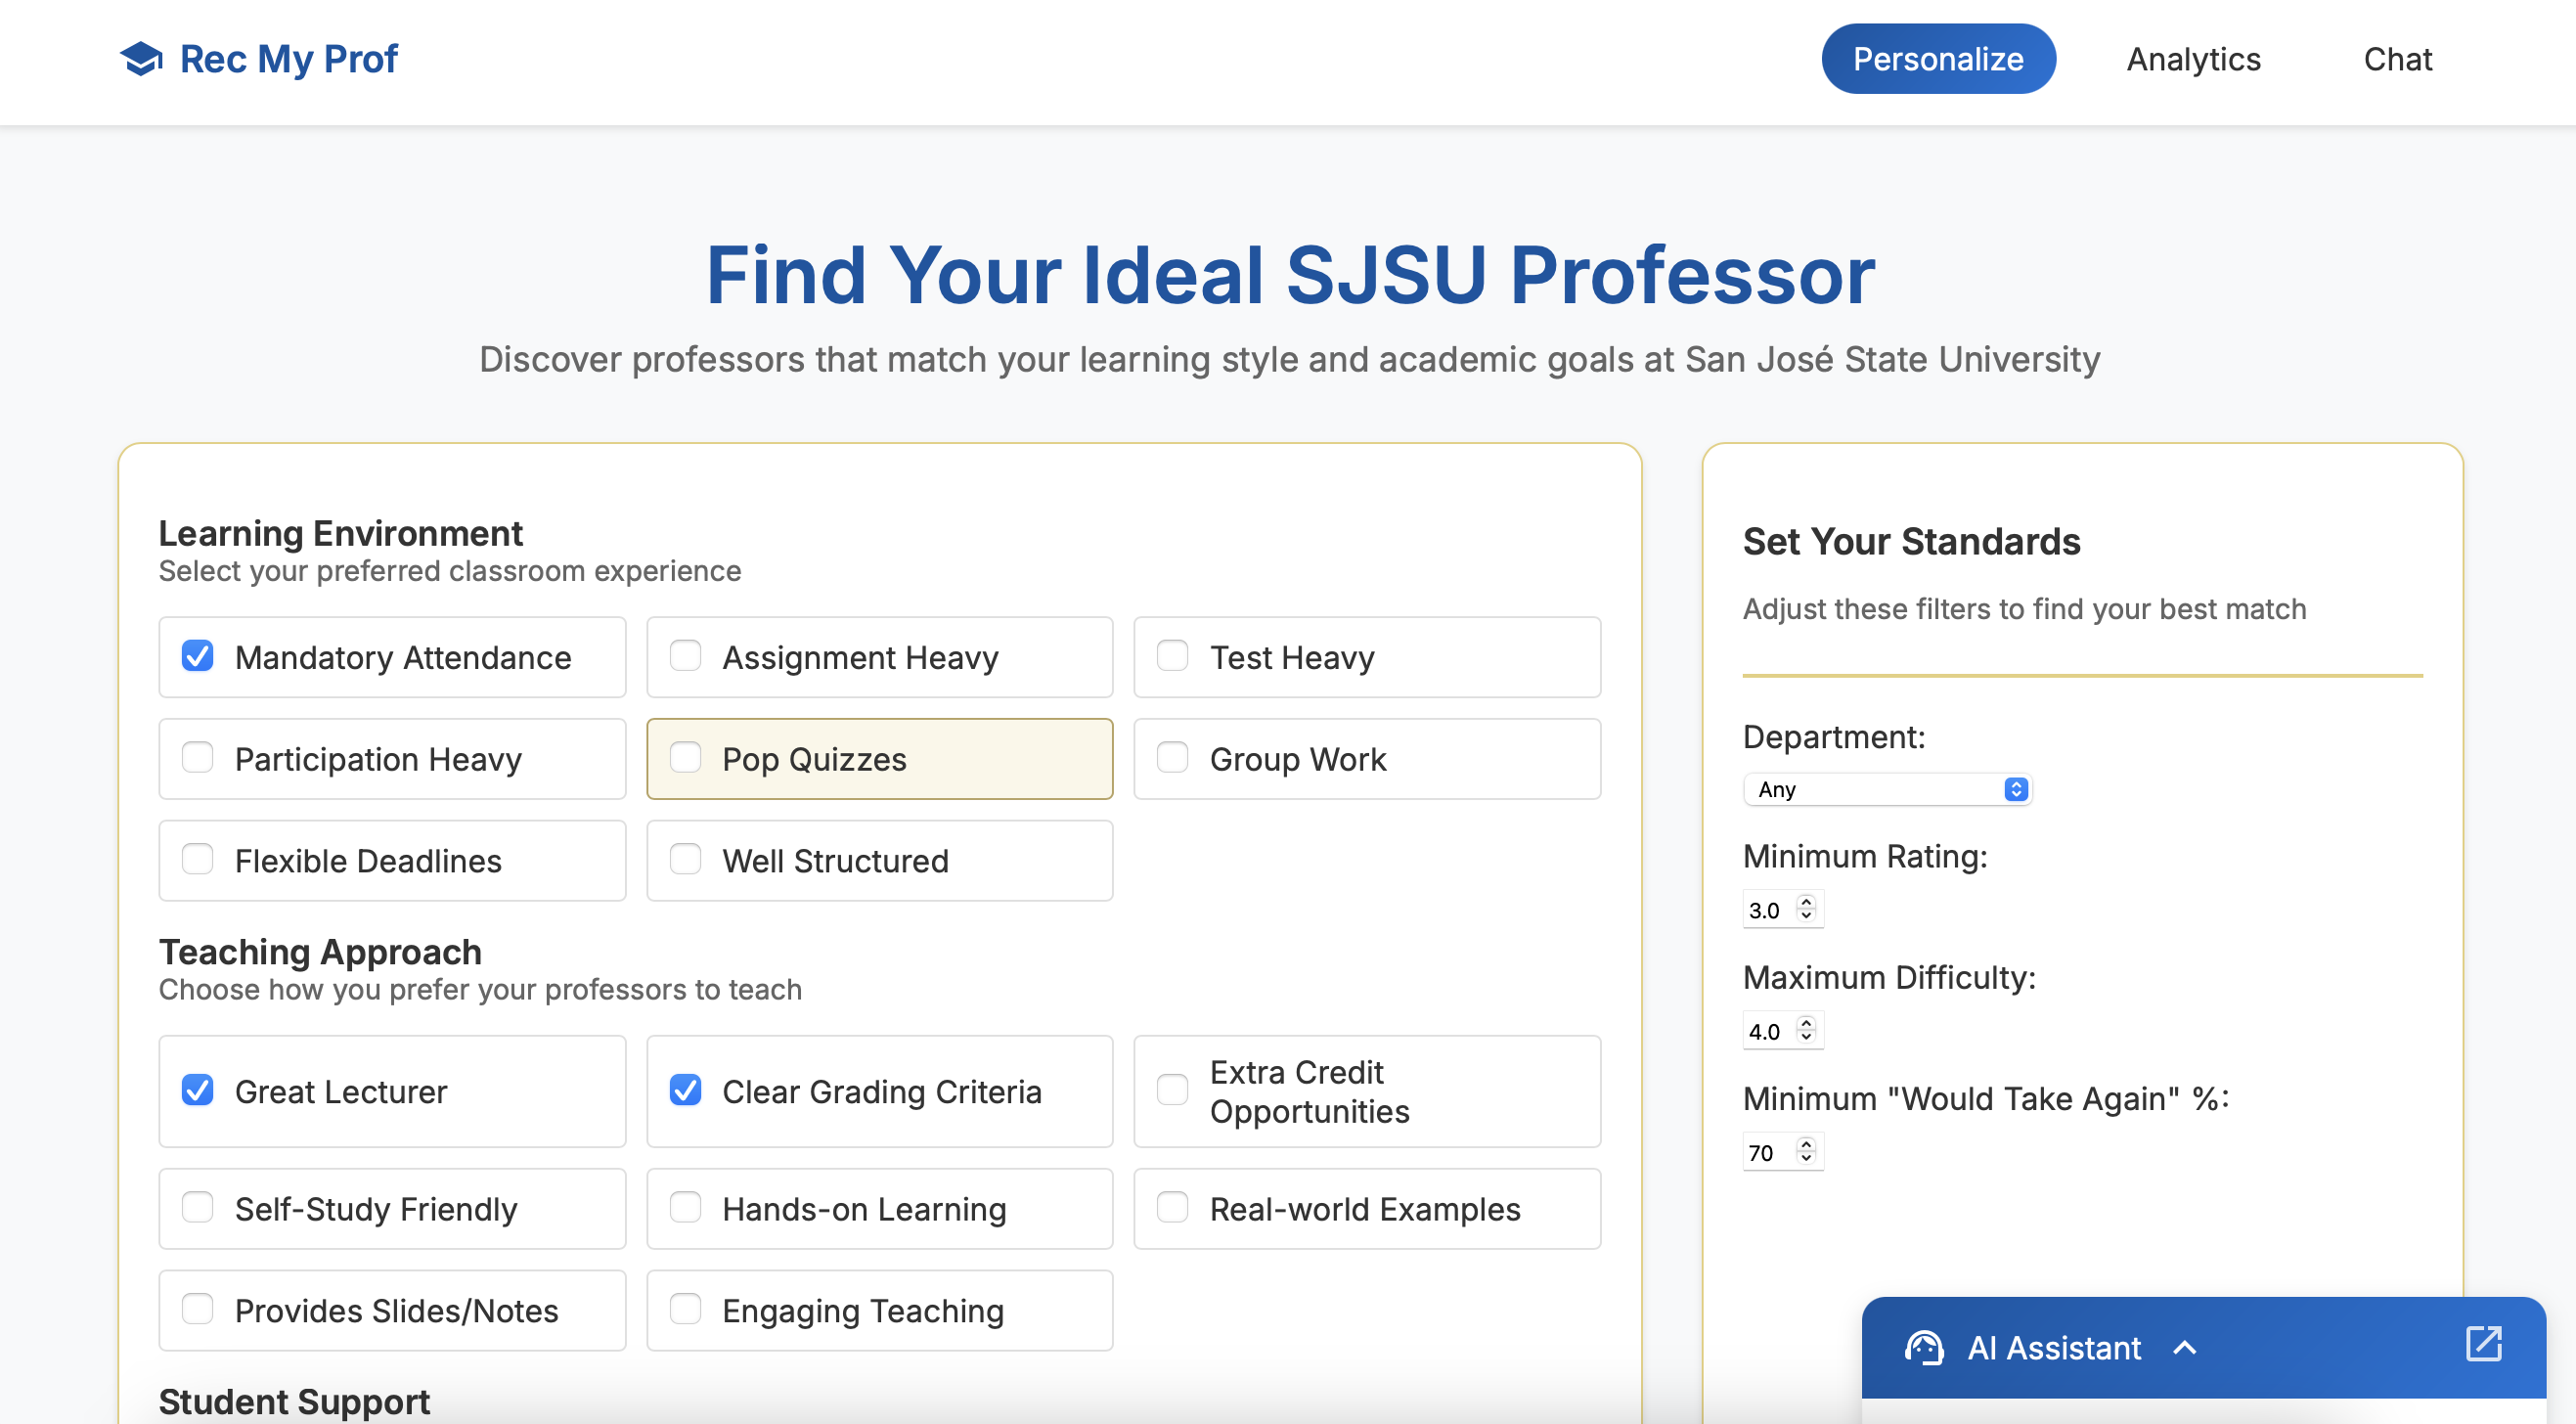 Rec My Prof
Personalize
Analytics
Chat
Find Your Ideal SJSU Professor
Discover professors that match your learning style and academic goals at San José State University
Learning Environment
Select your preferred classroom experience
Mandatory Attendance
Assignment Heavy
Test Heavy
Participation Heavy
Pop Quizzes
Group Work
Flexible Deadlines
Well Structured
Teaching Approach
Choose how you prefer your professors to teach
Great Lecturer
Clear Grading Criteria
Extra Credit
Opportunities
Self-Study Friendly
Hands-on Learning
Real-world Examples
Provides Slides/Notes
Engaging Teaching
Student Support
Set Your Standards
Adjust these filters to find your best match
Department:
Any
Minimum Rating:
3.0
Maximum Difficulty:
4.0
Minimum "Would Take Again" %:
70
AI Assistant